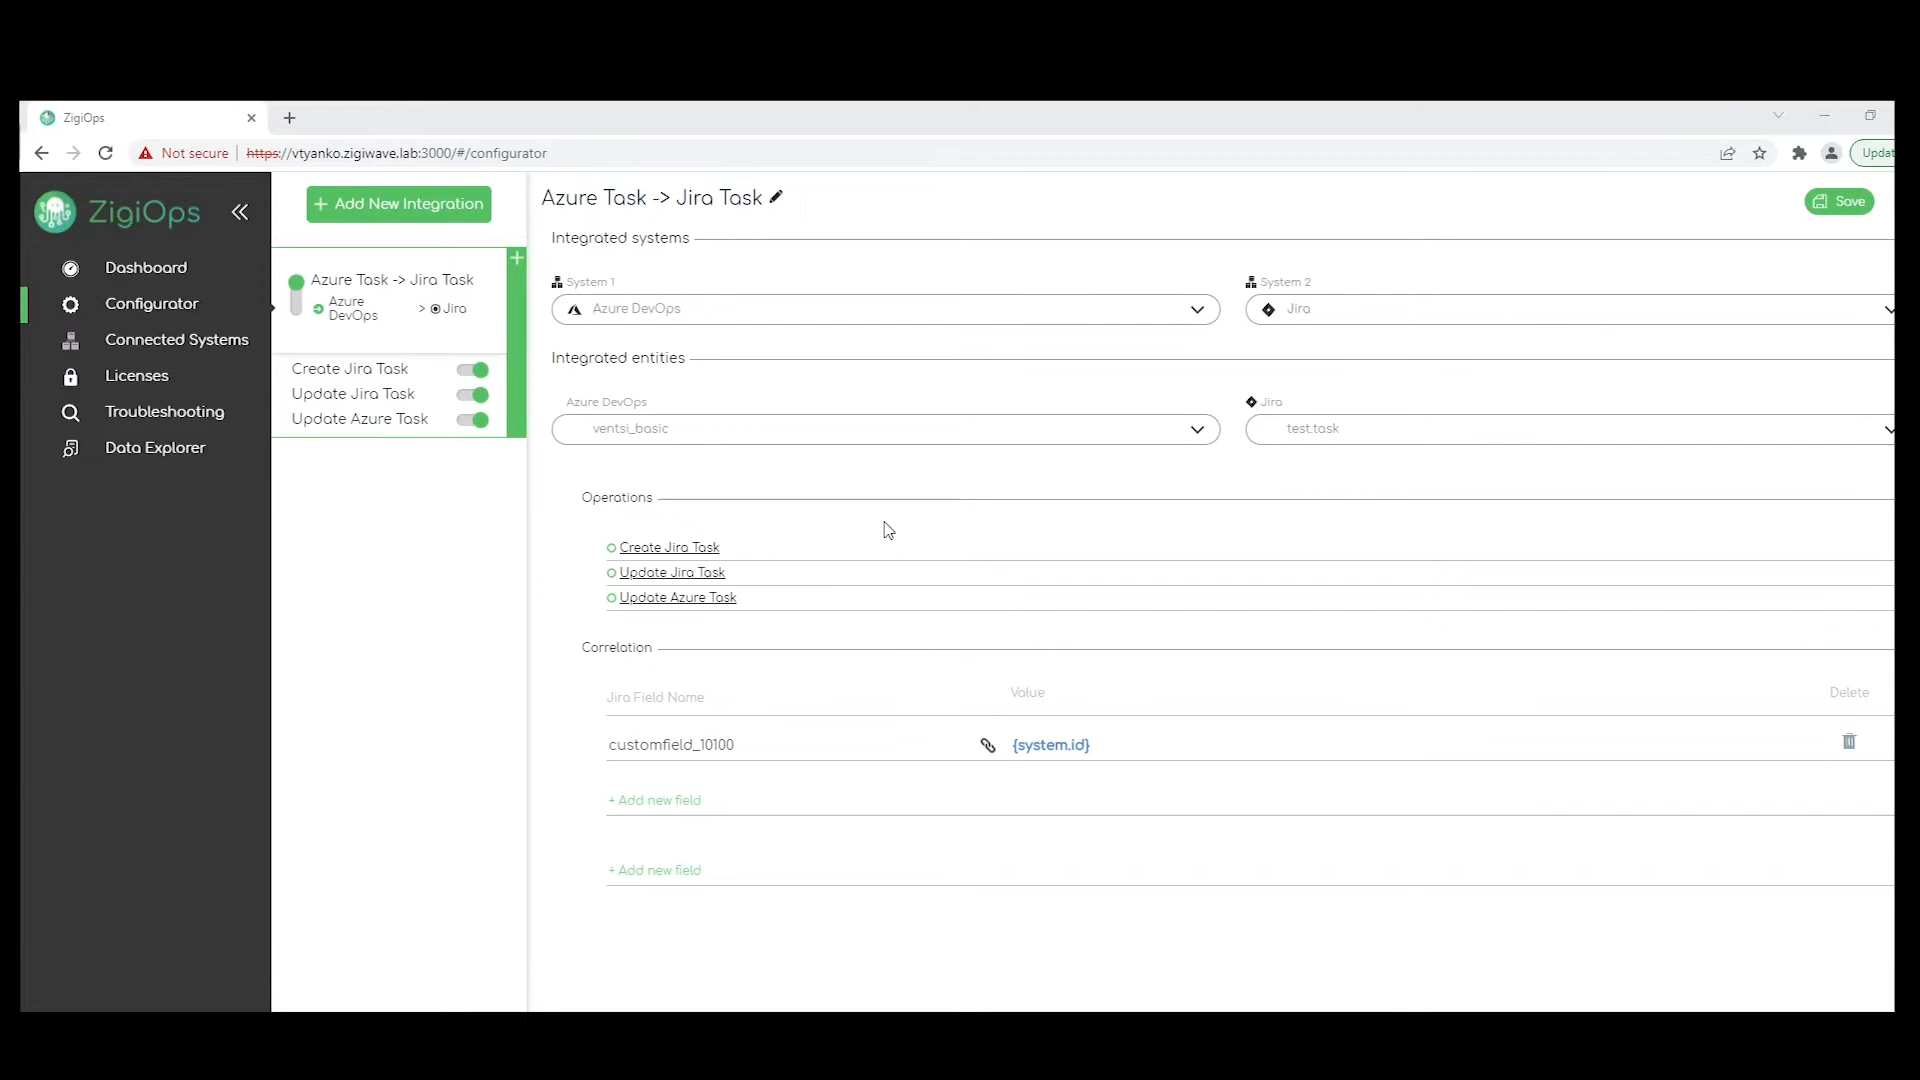 ZigiOps
Not secure https://vtyanko.zigiwave.lab:3000/#/configurator
ZigiOps
Dashboard
Configurator
Connected Systems
Licenses
Troubleshooting
Data Explorer
+ Add New Integration
Azure Task -> Jira Task
Azure DevOps > Jira
Create Jira Task
Update Jira Task
Update Azure Task
Azure Task -> Jira Task
Save
Integrated systems
System 1
System 2
Azure DevOps
Jira
Integrated entities
Azure DevOps
Jira
ventsi_basic
test.task
Operations
Create Jira Task
Update Jira Task
Update Azure Task
Correlation
Jira Field Name
Value
Delete
customfield_10100
{system.id}
+ Add new field
+ Add new field